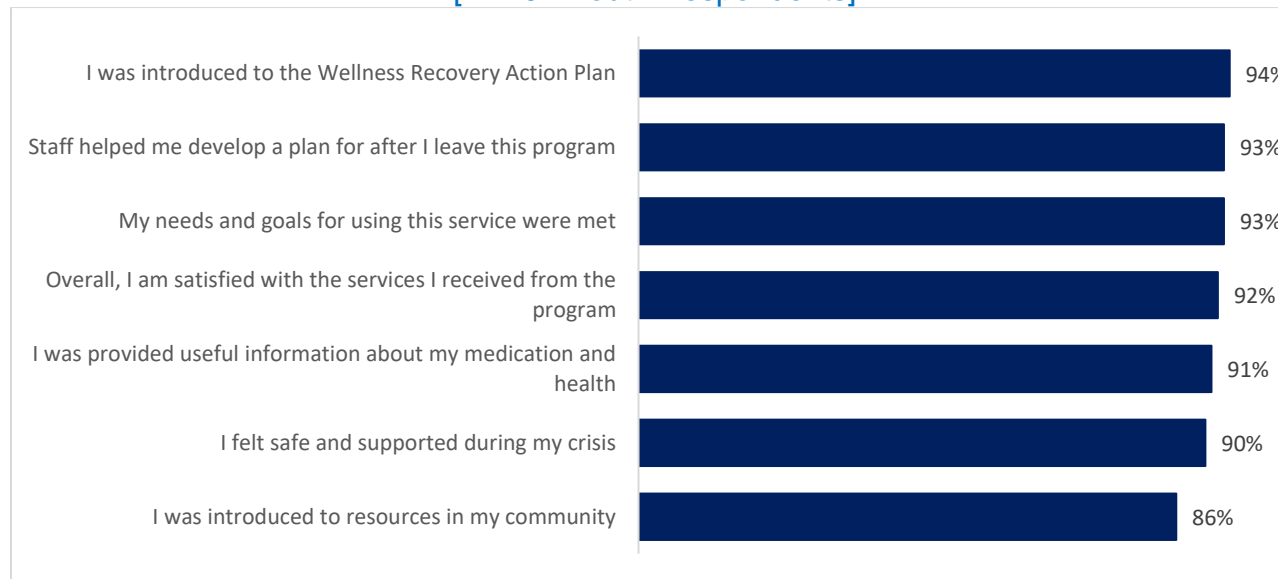 I was introduced to the Wellness Recovery Action Plan 94%
Staff helped me develop a plan for after I leave this program 93%
My needs and goals for using this service were met 93%
Overall, I am satisfied with the services I received from the
program 92%
I was provided useful information about my medication and
health 91%
I felt safe and supported during my crisis 90%
I was introduced to resources in my community 86%